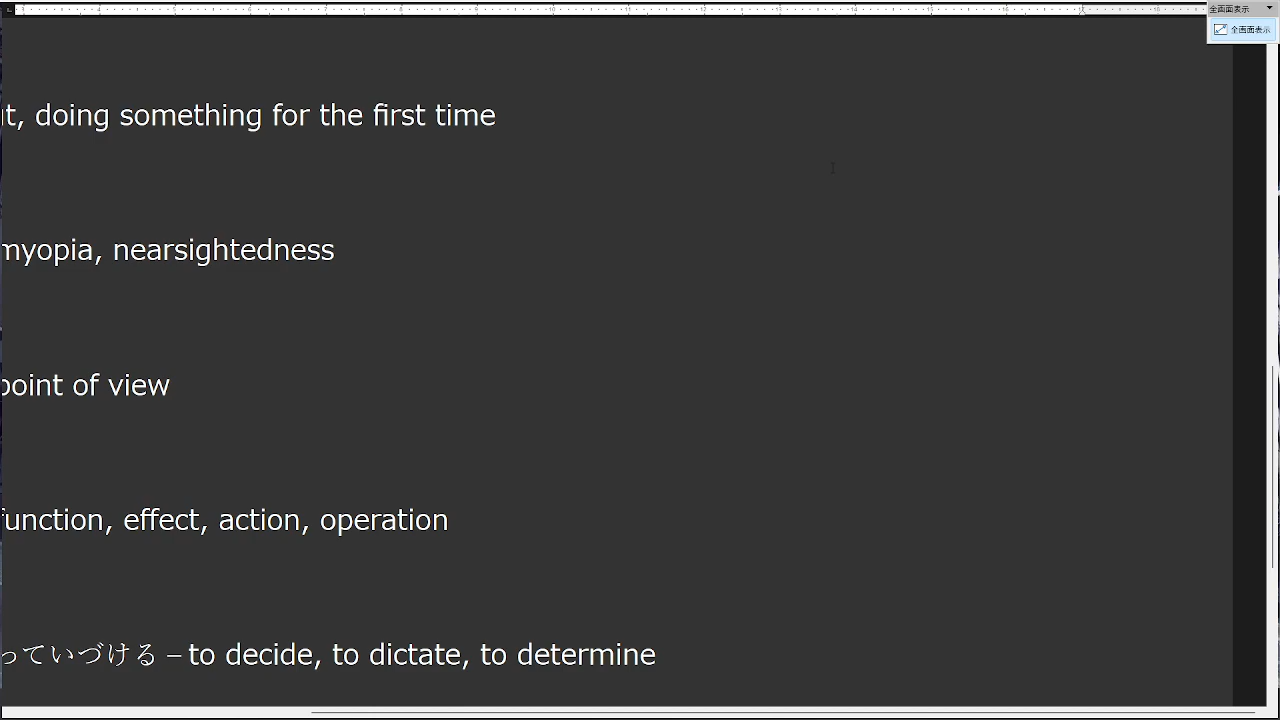 全画面表示
全画面表示
t, doing something for the first time
myopia, nearsightedness
point of view
function, effect, action, operation
っていづける – to decide, to dictate, to determine